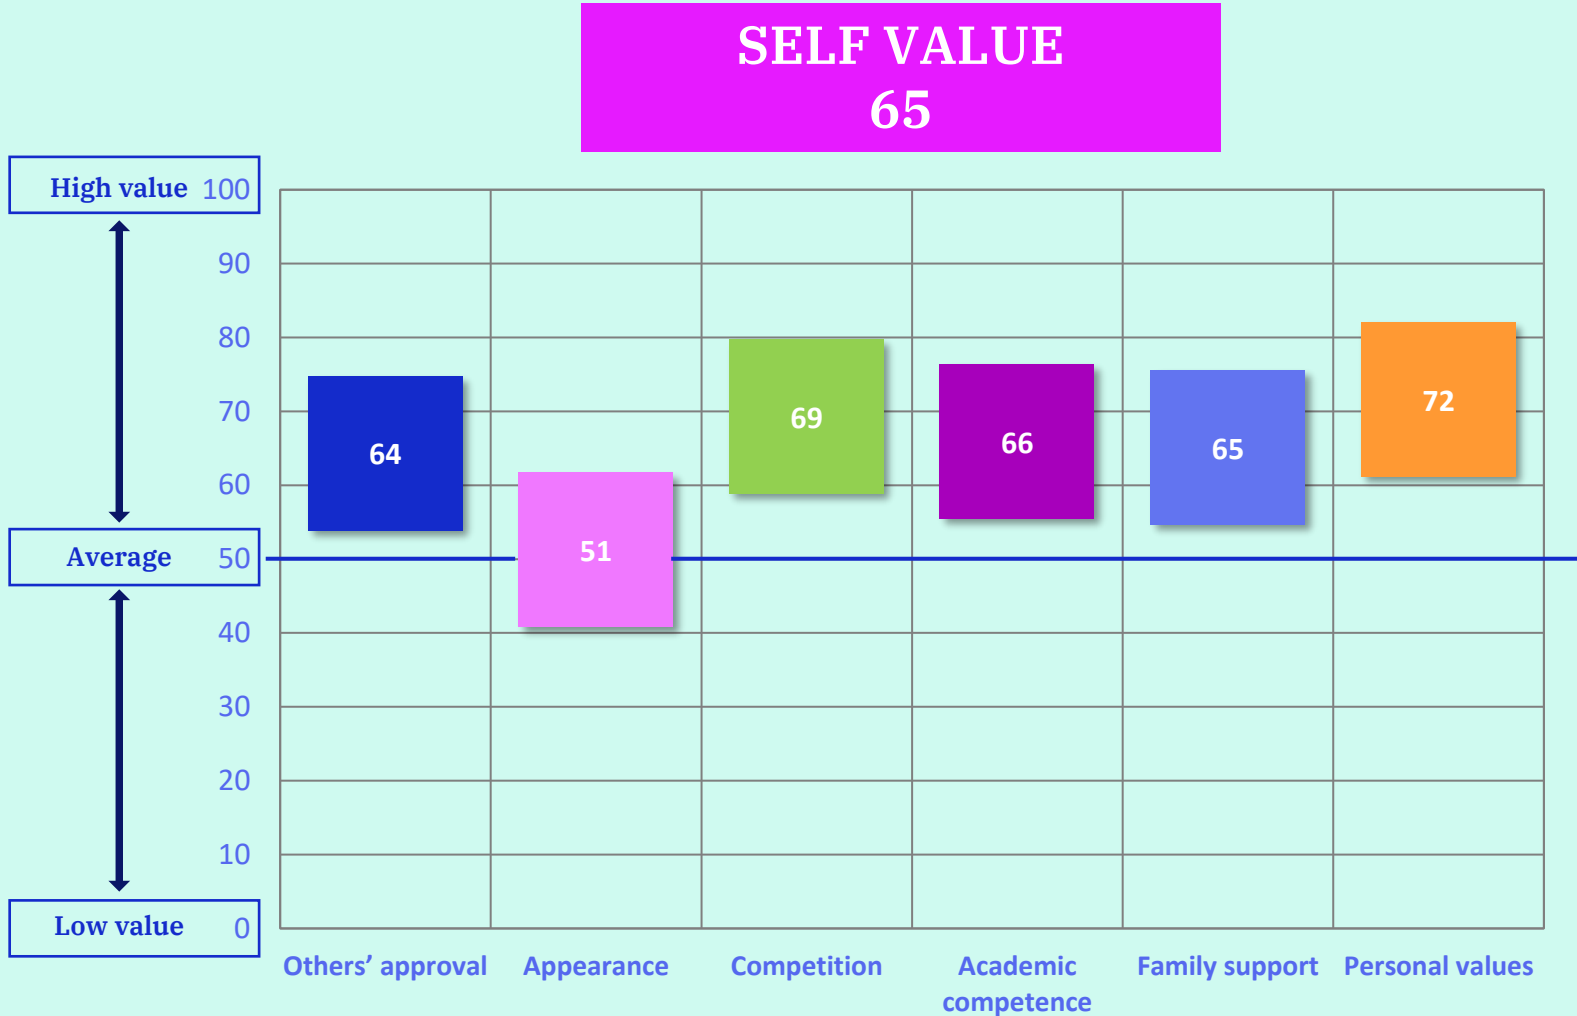 SELF VALUE
65
High value 100
90
80
70
60
Average 50
40
30
20
10
Low value 0
64
51
69
66
65
72
Others’ approval
Appearance
Competition
Academic
competence
Family support
Personal values